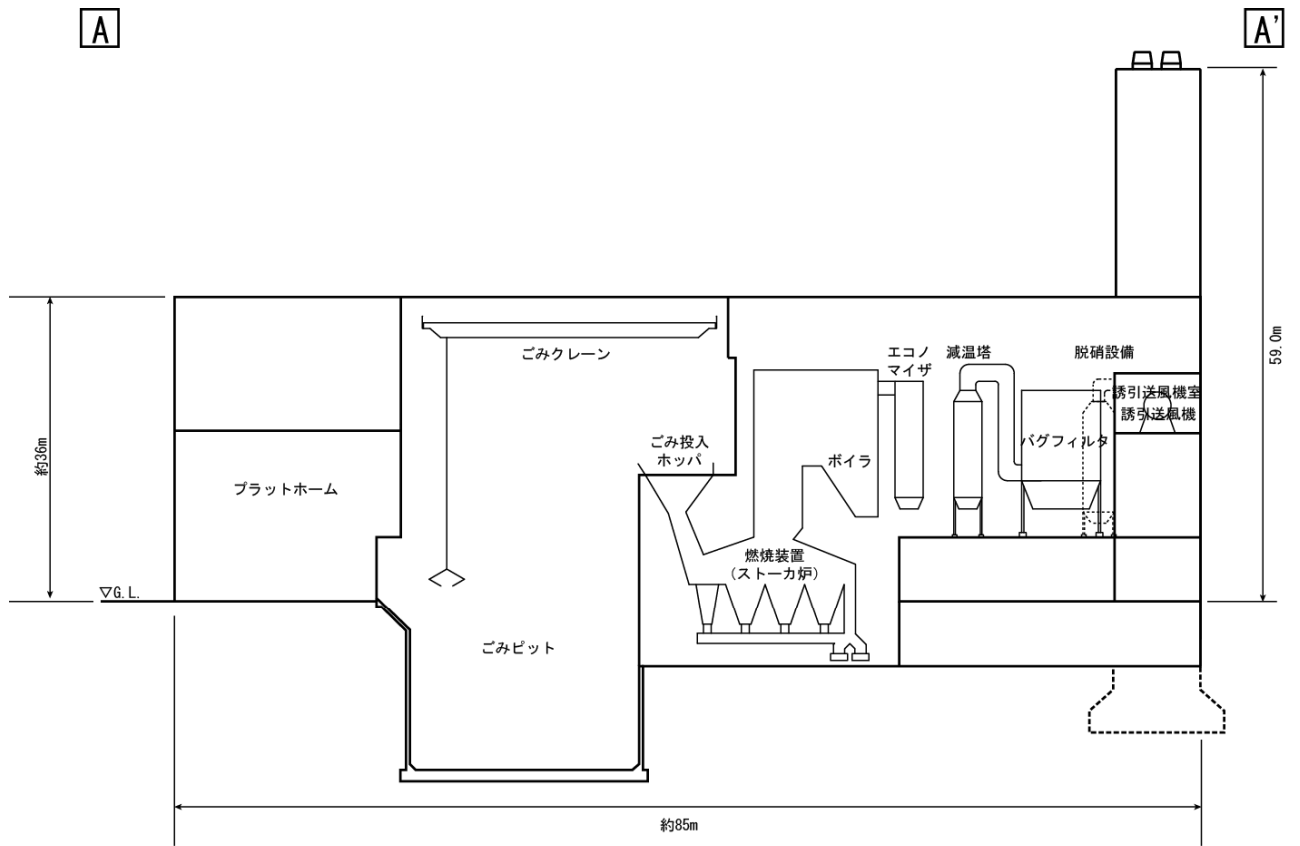 A
A'
ごみクレーン
エコノ
マイザ
減温塔
脱硝設備
誘引送風機室
誘引送風機
59.0m
約36m
プラットホーム
ごみ投入
ホッパ
ボイラ
バグフィルタ
燃焼装置
(ストーカ炉)
▽G.L.
ごみピット
約85m